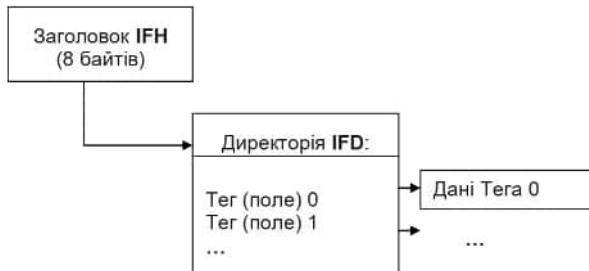 Заголовок IFH
(8 байтів)
Директорія IFD:
Тег (поле) 0
Тег (поле) 1
...
Дані Тега 0
...